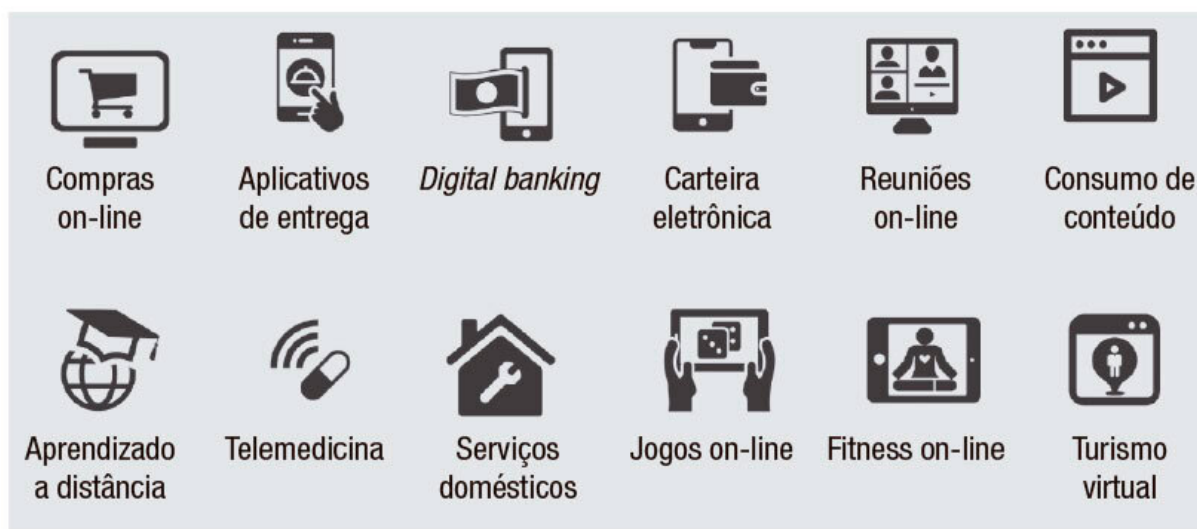 Compras
on-line
Aplicativos
de entrega
Digital banking
Carteira
eletrônica
Reuniões
on-line
Consumo de
conteúdo
Aprendizado
a distância
Telemedicina
Serviços
domésticos
Jogos on-line
Fitness on-line
Turismo
virtual